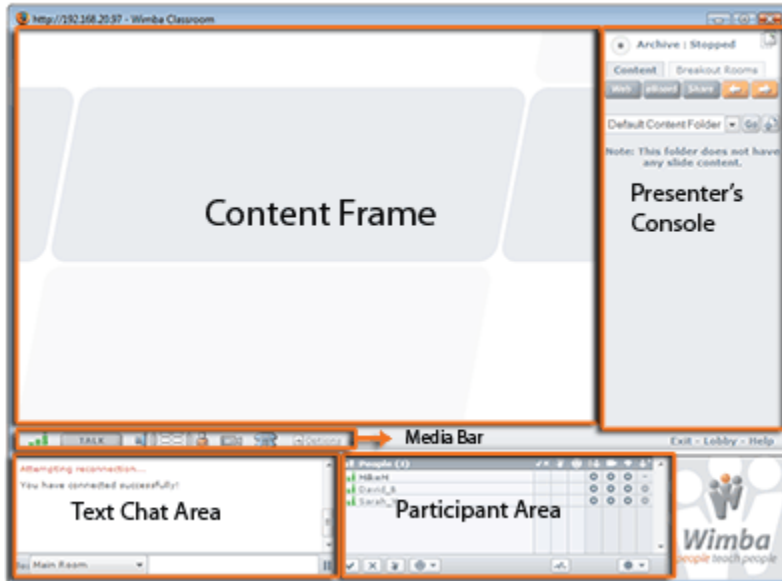 http://192.168.20.97 - Wimba Classroom
Archive : Stopped
Content Breakout Rooms
Web eBoard Share
Default Content Folder Go
Note: This folder does not have
any slide content.
Content Frame
Presenter's
Console
TALK Options
Media Bar
Exit - Lobby - Help
Attempting reconnection...
You have connected successfully!
Text Chat Area
Main Room
People (3)
MikeM
David_B
Sarah_
Participant Area
Wimba
people teach people